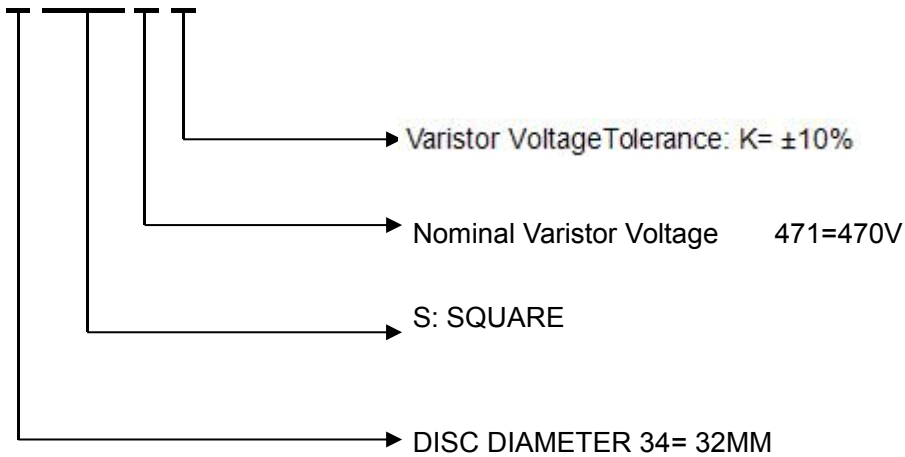 Varistor VoltageTolerance: K= ±10%
Nominal Varistor Voltage 471=470V
S: SQUARE
DISC DIAMETER 34= 32MM